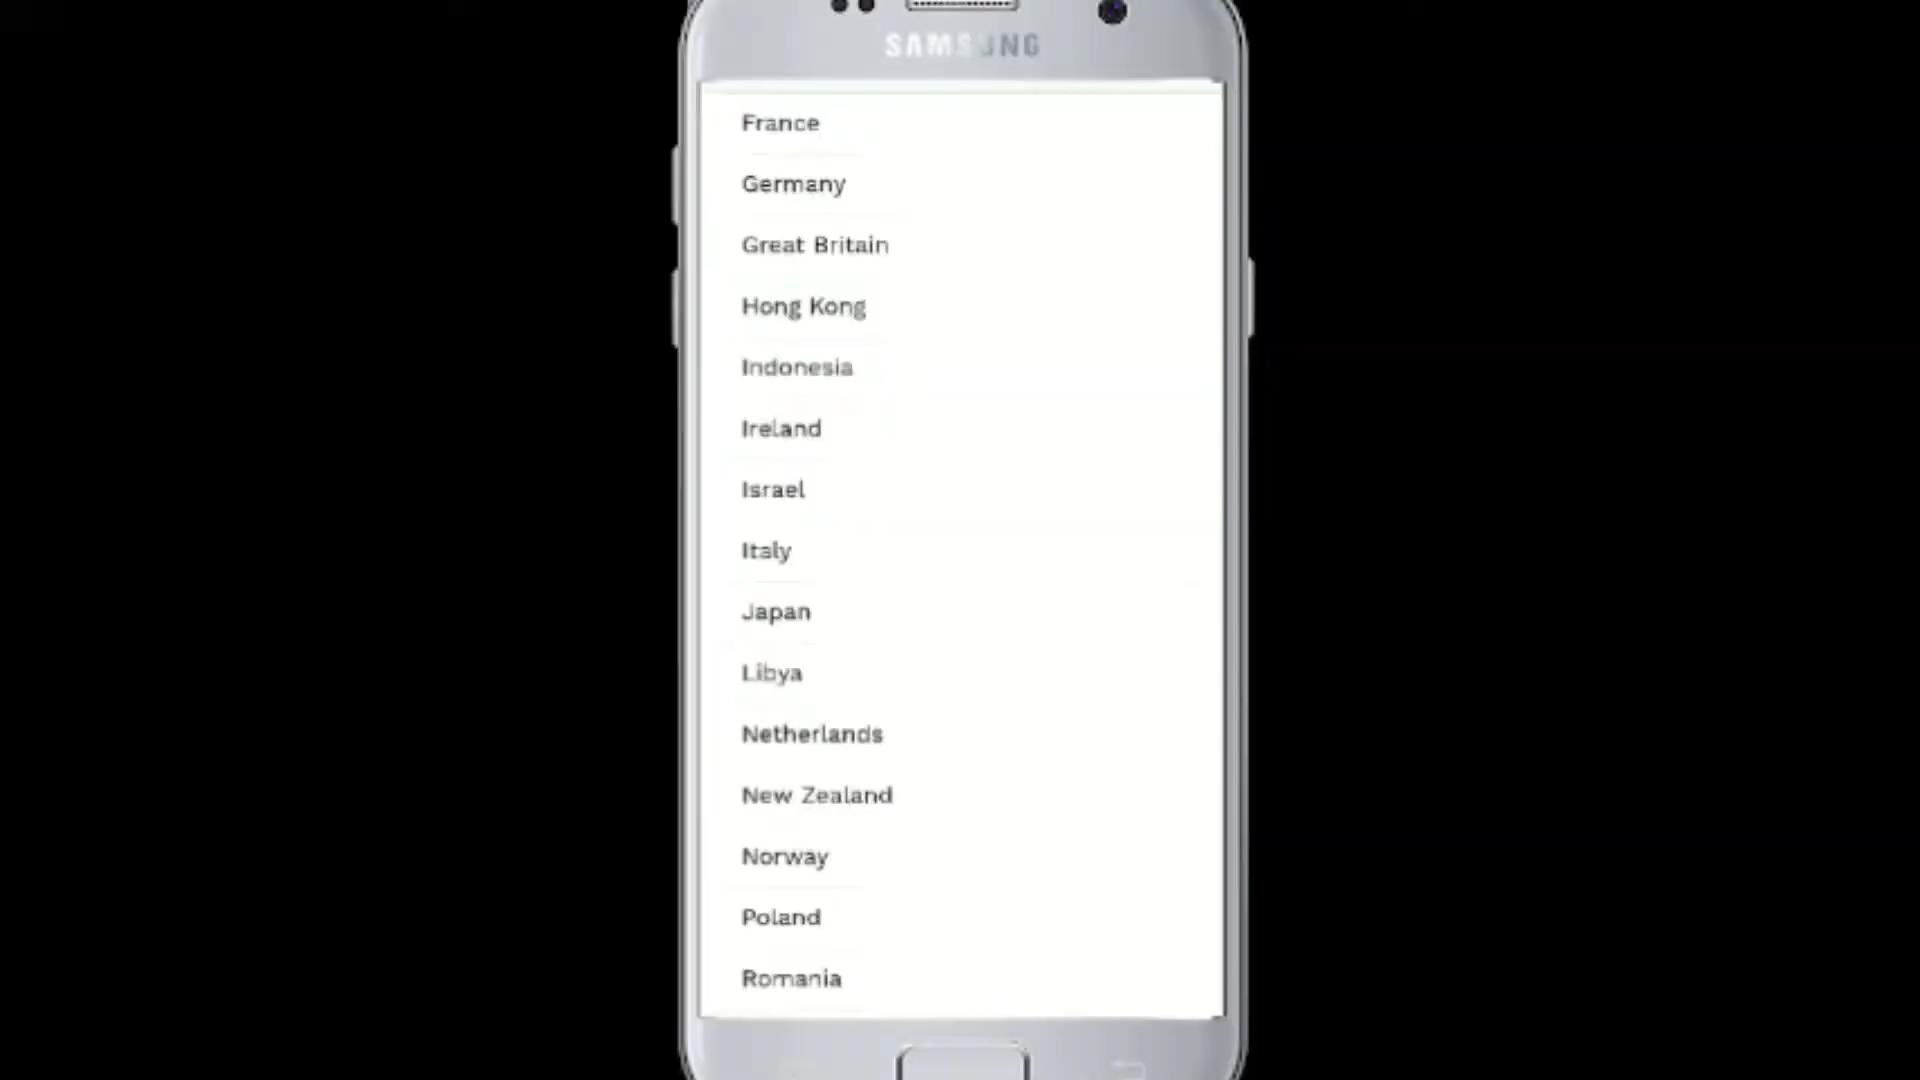 SAMSUNG
France
Germany
Great Britain
Hong Kong
Indonesia
Ireland
Israel
Italy
Japan
Libya
Netherlands
New Zealand
Norway
Poland
Romania